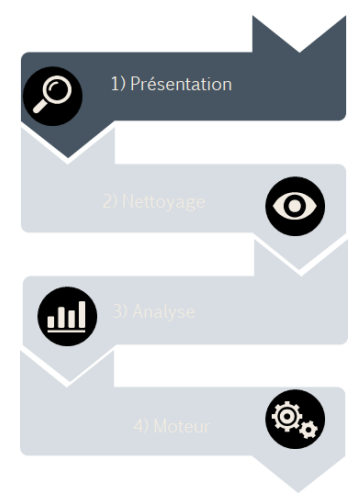 1) Présentation
2) Nettoyage
3) Analyse
4) Moteur